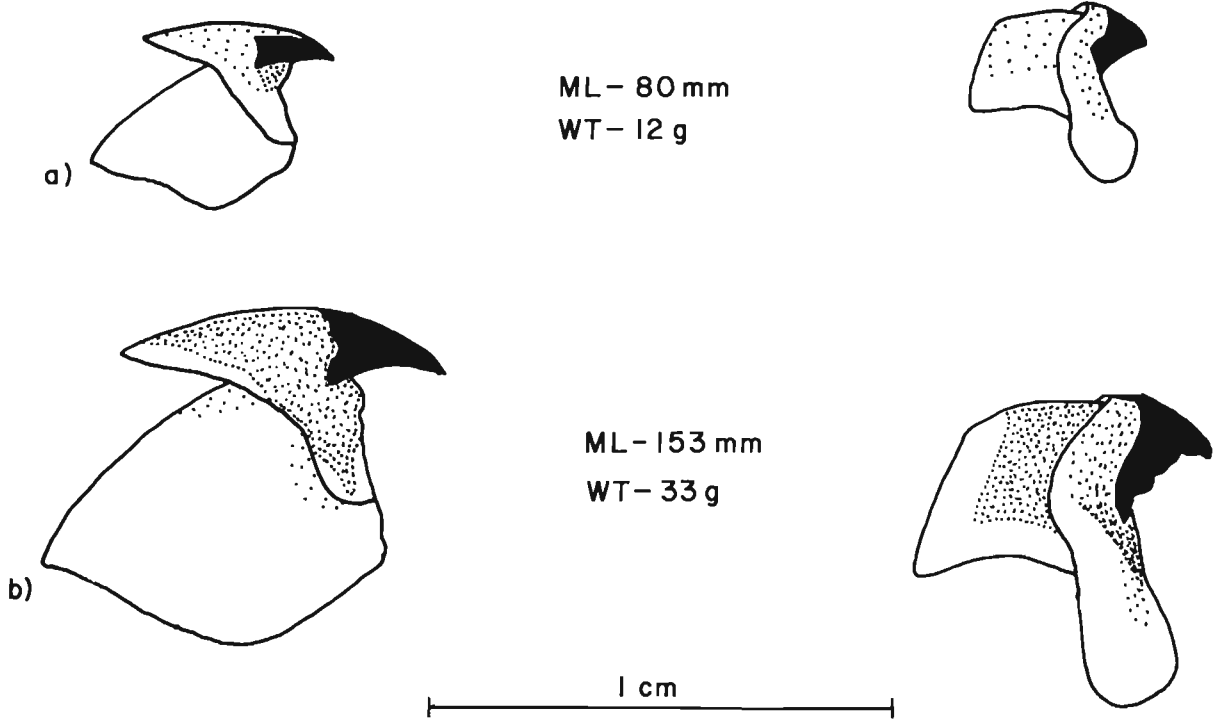 ML – 80 mm
WT – 12 g
a)
ML – 153 mm
WT – 33 g
b)
1 cm